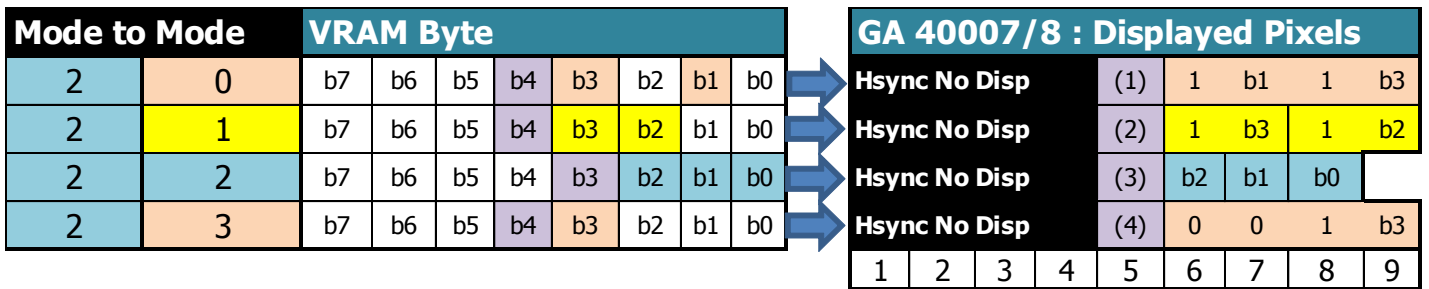 Mode to Mode VRAM Byte GA 40007/8 : Displayed Pixels
2 0 b7 b6 b5 b4 b3 b2 b1 b0 Hsync No Disp (1) 1 b1 1 b3
2 1 b7 b6 b5 b4 b3 b2 b1 b0 Hsync No Disp (2) 1 b3 1 b2
2 2 b7 b6 b5 b4 b3 b2 b1 b0 Hsync No Disp (3) b2 b1 b0
2 3 b7 b6 b5 b4 b3 b2 b1 b0 Hsync No Disp (4) 0 0 1 b3
1 2 3 4 5 6 7 8 9